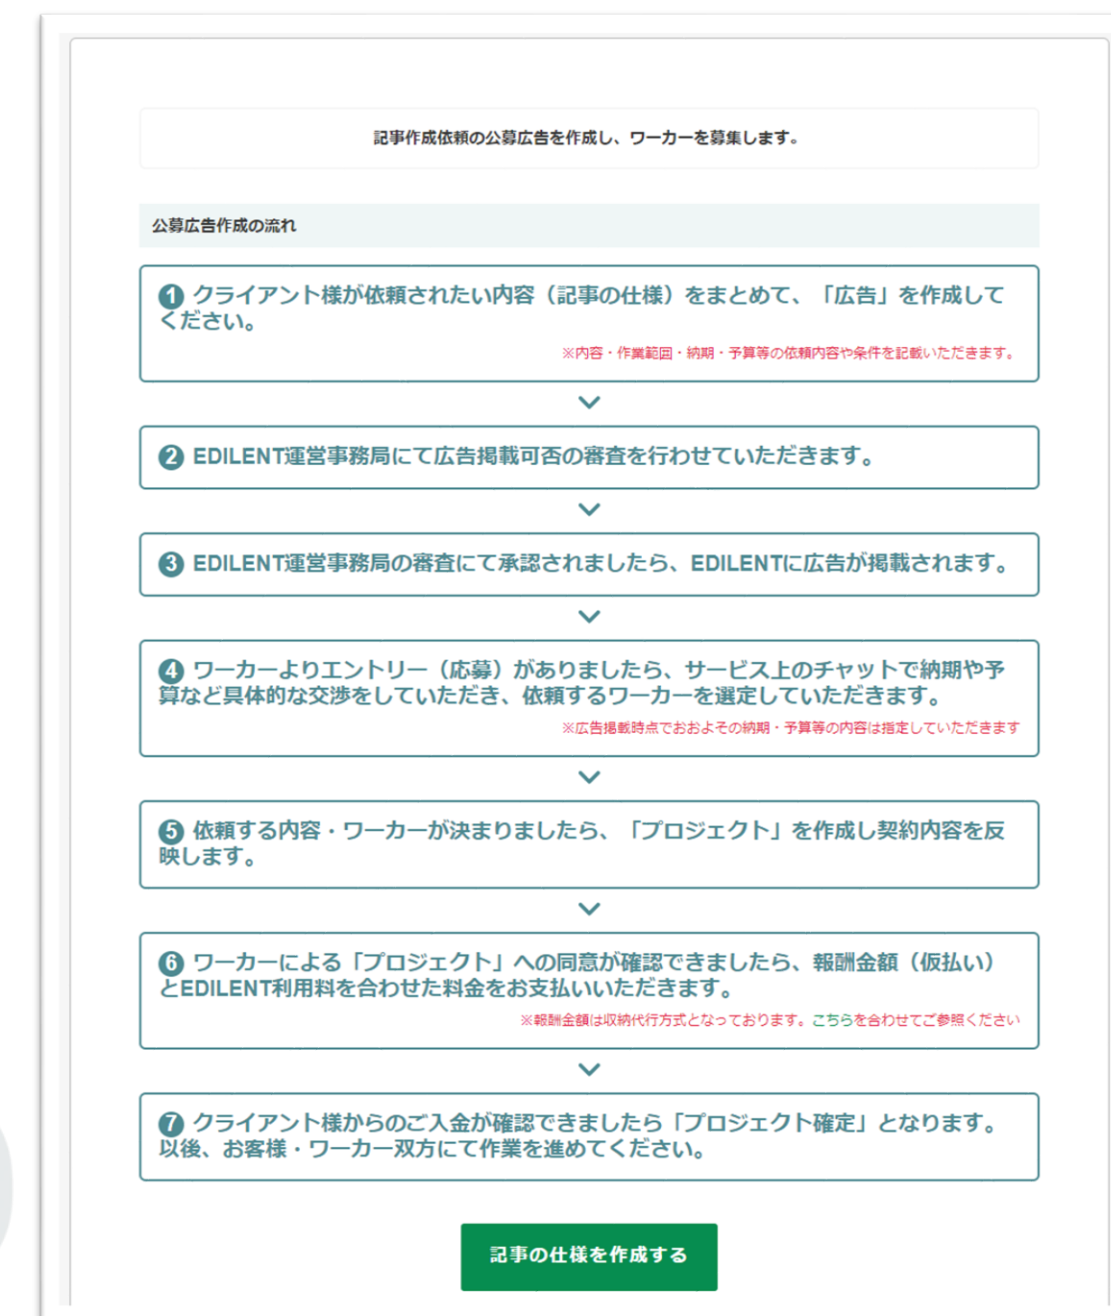 記事作成依頼の公募広告を作成し、ワーカーを募集します。
公募広告作成の流れ
❶ クライアント様が依頼されたい内容（記事の仕様）をまとめて、「広告」を作成して
ください。
※内容・作業範囲・納期・予算等の依頼内容や条件を記載いただきます。
❷ EDILENT運営事務局にて広告掲載可否の審査を行わせていただきます。
❸ EDILENT運営事務局の審査にて承認されましたら、EDILENTに広告が掲載されます。
❹ ワーカーよりエントリー（応募）がありましたら、サービス上のチャットで納期や予
算など具体的な交渉をしていただき、依頼するワーカーを選定していただきます。
※広告掲載時点でおおよその納期・予算等の内容は指定していただきます
❺ 依頼する内容・ワーカーが決まりましたら、「プロジェクト」を作成し契約内容を反
映します。
❻ ワーカーによる「プロジェクト」への同意が確認できましたら、報酬金額（仮払い）
とEDILENT利用料を合わせた料金をお支払いいただきます。
※報酬金額は収納代行方式となっております。こちらを合わせてご参照ください
❼ クライアント様からのご入金が確認できましたら「プロジェクト確定」となります。
以後、お客様・ワーカー双方にて作業を進めてください。
記事の仕様を作成する